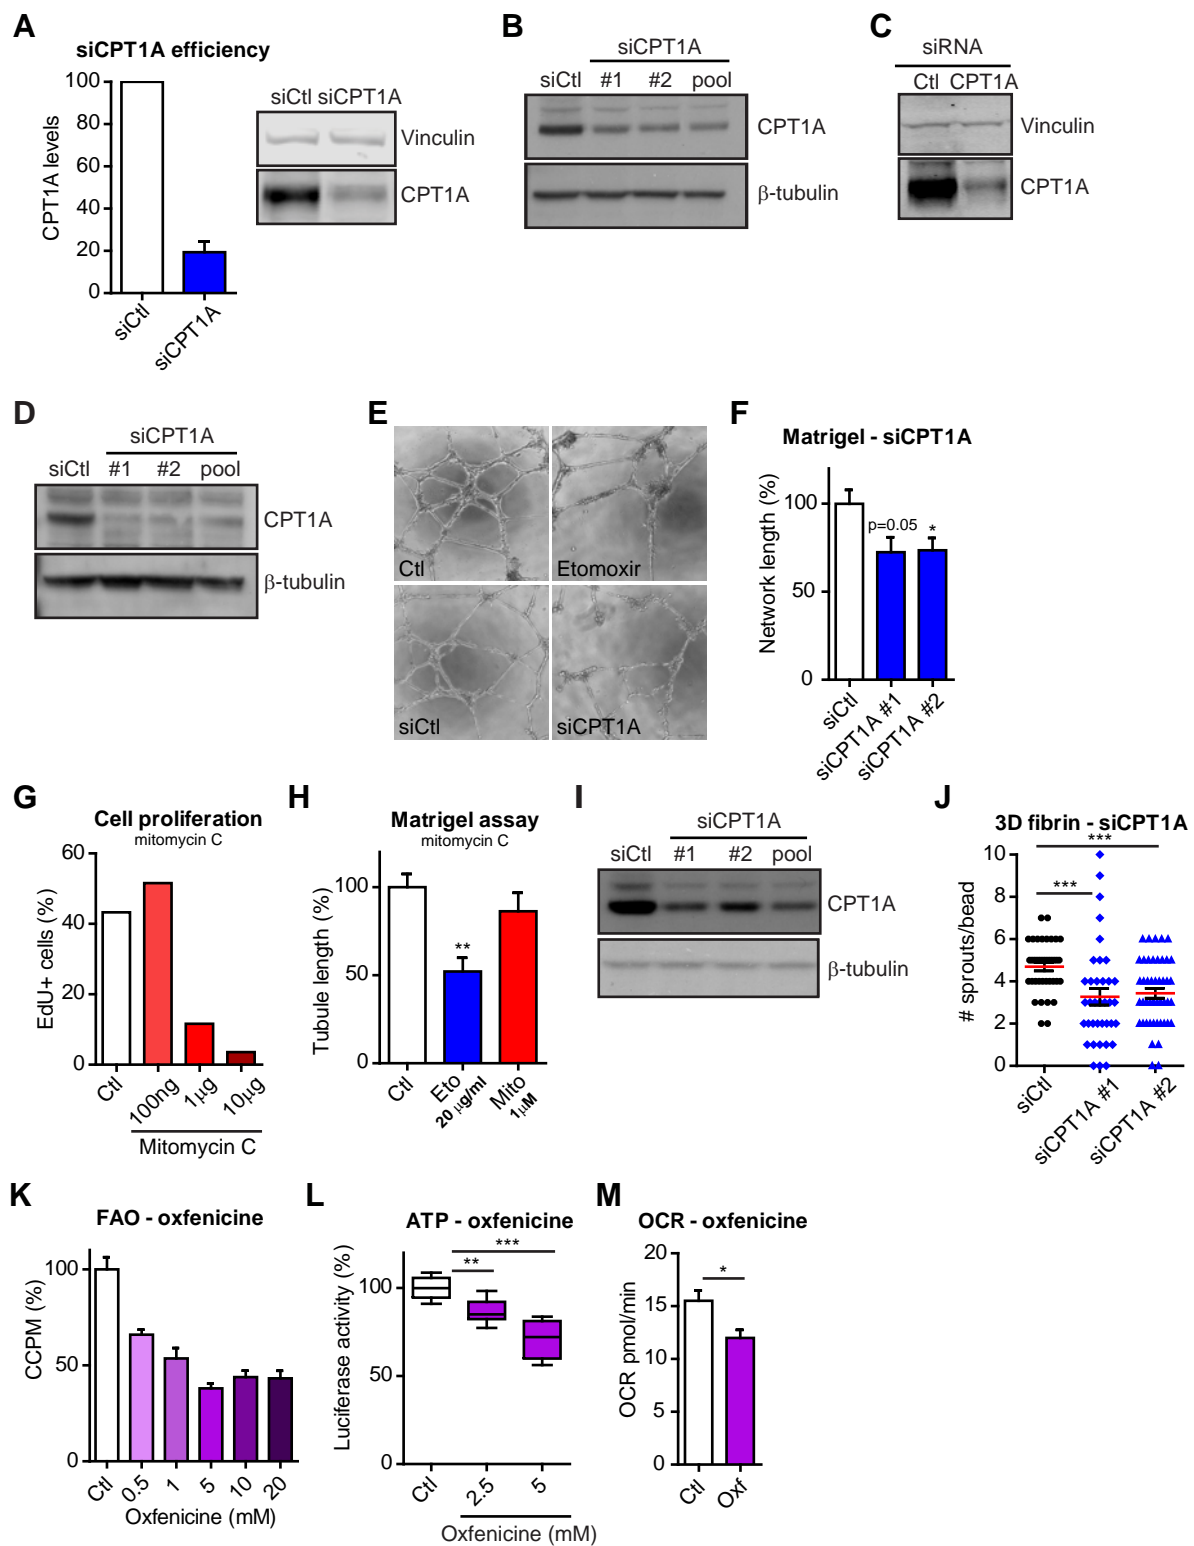 A
siCPT1A efficiency
CPT1A levels
100
80
60
40
20
0
siCtl
siCPT1A
siCtl siCPT1A
Vinculin
CPT1A
B
siCPT1A
siCtl #1 #2 pool
CPT1A
β-tubulin
C
siRNA
Ctl CPT1A
Vinculin
CPT1A
D
siCPT1A
siCtl #1 #2 pool
CPT1A
β-tubulin
E
Ctl
Etomoxir
siCtl
siCPT1A
F
Matrigel - siCPT1A
Network length (%)
100
50
0
p=0.05
*
siCtl
siCPT1A #1
siCPT1A #2
G
Cell proliferation
mitomycin C
EdU+ cells (%)
60
40
20
0
Ctl
100ng
1µg
10µg
Mitomycin C
H
Matrigel assay
mitomycin C
Tubule length (%)
100
50
0
**
Ctl
Eto
20 µg/ml
Mito
1µM
I
siCPT1A
siCtl #1 #2 pool
CPT1A
β-tubulin
J
3D fibrin - siCPT1A
# sprouts/bead
10
8
6
4
2
0
***
***
siCtl
siCPT1A #1
siCPT1A #2
K
FAO - oxfenicine
CCPM (%)
100
50
0
Ctl
0.5
1
5
10
20
Oxfenicine (mM)
L
ATP - oxfenicine
Luciferase activity (%)
100
50
0
***
**
Ctl
2.5
5
Oxfenicine (mM)
M
OCR - oxfenicine
OCR pmol/min
20
15
10
5
0
*
Ctl
Oxf